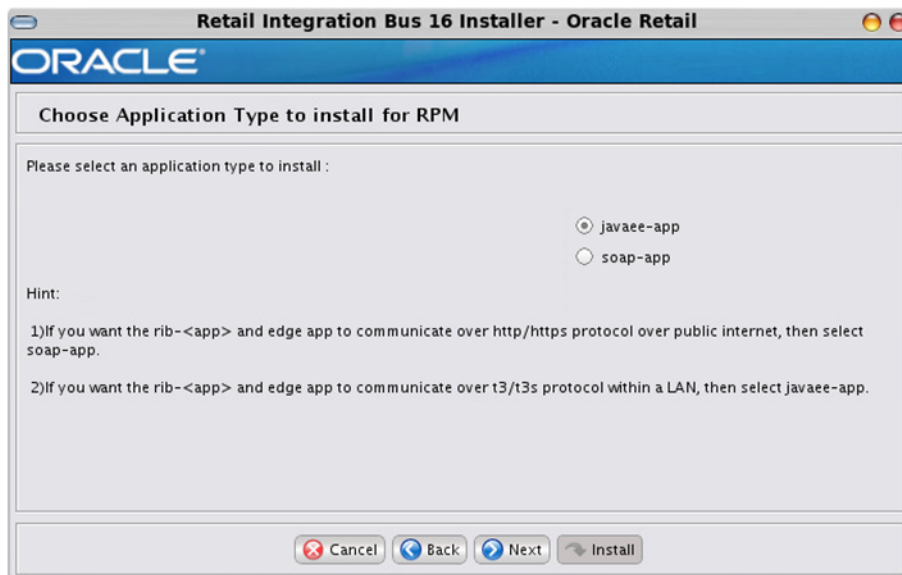 Retail Integration Bus 16 Installer - Oracle Retail
ORACLE®
Choose Application Type to install for RPM
Please select an application type to install :
javaee-app
soap-app
Hint:
1)If you want the rib-<app> and edge app to communicate over http/https protocol over public internet, then select
soap-app.
2)If you want the rib-<app> and edge app to communicate over t3/t3s protocol within a LAN, then select javaee-app.
Cancel Back Next Install